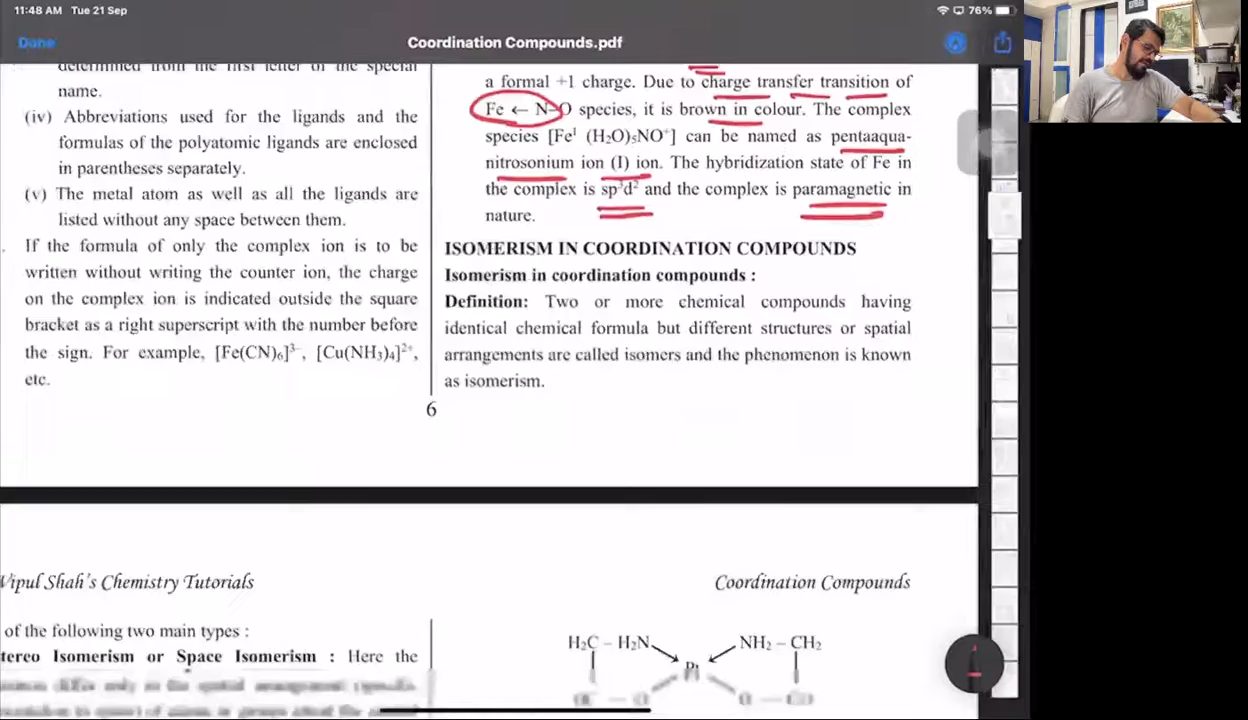 11:48 AM Tue 21 Sep
76%
Done
Coordination Compounds.pdf
determined from the first letter of the special
name.
(iv) Abbreviations used for the ligands and the
formulas of the polyatomic ligands are enclosed
in parentheses separately.
(v) The metal atom as well as all the ligands are
listed without any space between them.
. If the formula of only the complex ion is to be
written without writing the counter ion, the charge
on the complex ion is indicated outside the square
bracket as a right superscript with the number before
the sign. For example, [Fe(CN)₆]³⁻, [Cu(NH₃)₄]²⁺,
etc.
a formal +1 charge. Due to charge transfer transition of
Fe ← N–O species, it is brown in colour. The complex
species [Feᴵ (H₂O)₅NO⁺] can be named as pentaaqua-
nitrosonium ion (I) ion. The hybridization state of Fe in
the complex is sp³d² and the complex is paramagnetic in
nature.
ISOMERISM IN COORDINATION COMPOUNDS
Isomerism in coordination compounds :
Definition: Two or more chemical compounds having
identical chemical formula but different structures or spatial
arrangements are called isomers and the phenomenon is known
as isomerism.
6
Vipul Shah's Chemistry Tutorials
Coordination Compounds
of the following two main types :
tereo Isomerism or Space Isomerism : Here the
H₂C – H₂N NH₂ – CH₂
Pt